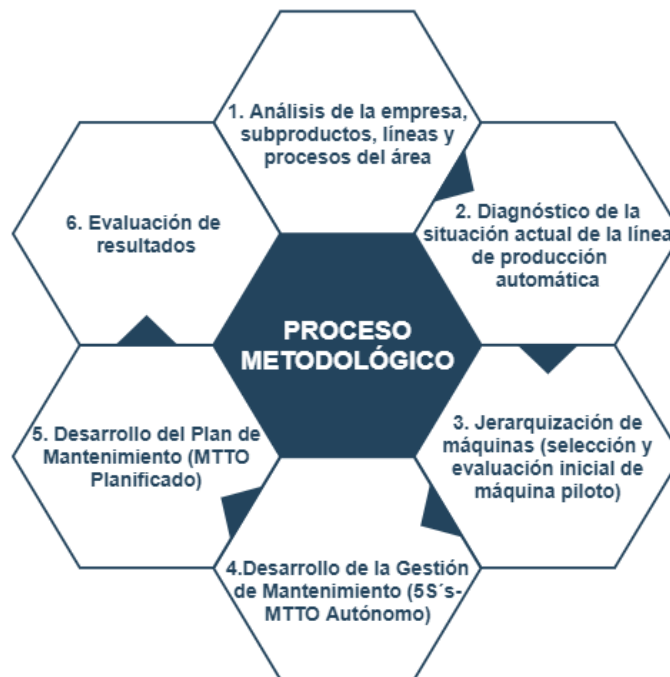 1. Análisis de la empresa,
subproductos, líneas y
procesos del área
2. Diagnóstico de la
situación actual de la línea
de producción
automática
3. Jerarquización de
máquinas (selección y
evaluación inicial de
máquina piloto)
4.Desarrollo de la Gestión
de Mantenimiento (5S´s-
MTTO Autónomo)
5. Desarrollo del Plan de
Mantenimiento (MTTO
Planificado)
6. Evaluación de
resultados
PROCESO
METODOLÓGICO